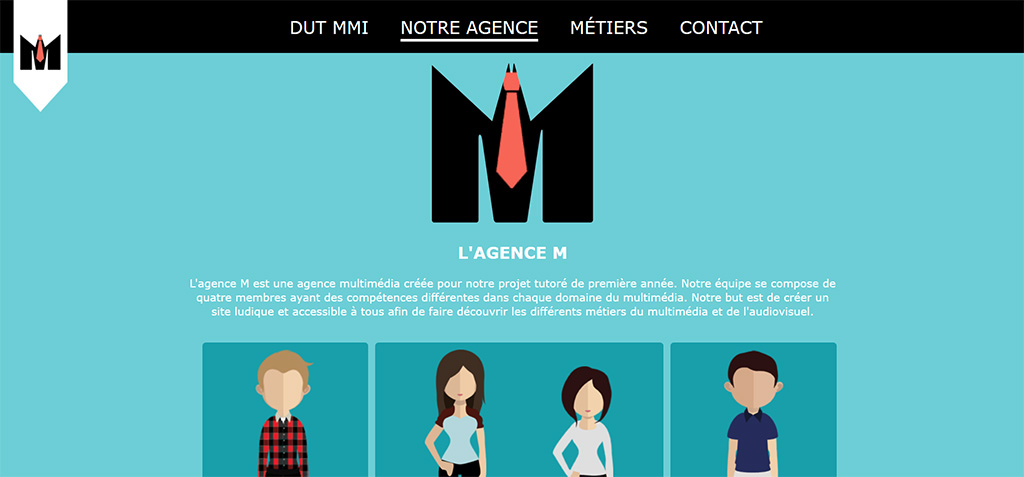 DUT MMI NOTRE AGENCE MÉTIERS CONTACT
L'AGENCE M
L'agence M est une agence multimédia créée pour notre projet tutoré de première année. Notre équipe se compose de
quatre membres ayant des compétences différentes dans chaque domaine du multimédia. Notre but est de créer un
site ludique et accessible à tous afin de faire découvrir les différents métiers du multimédia et de l'audiovisuel.